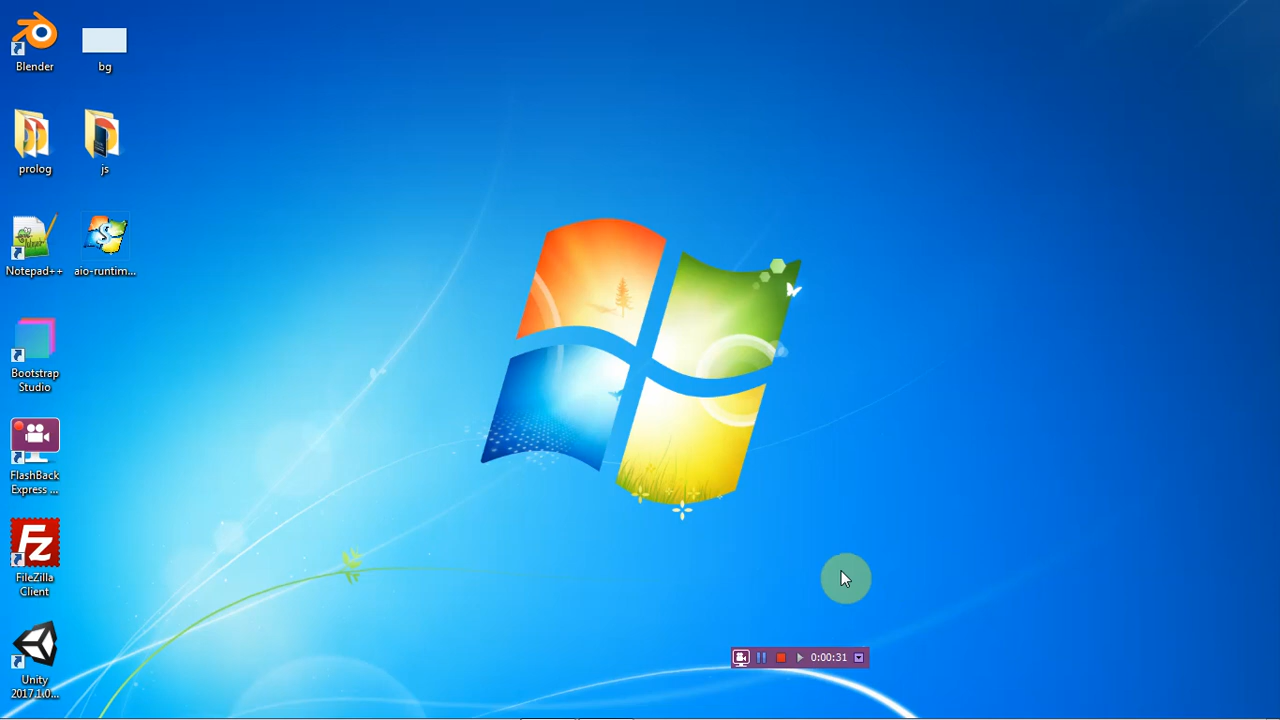 Blender
bg
prolog
js
Notepad++
aio-runtim...
Bootstrap
Studio
FlashBack
Express ...
Fz
FileZilla
Client
Unity
2017.1.0...
0:00:31